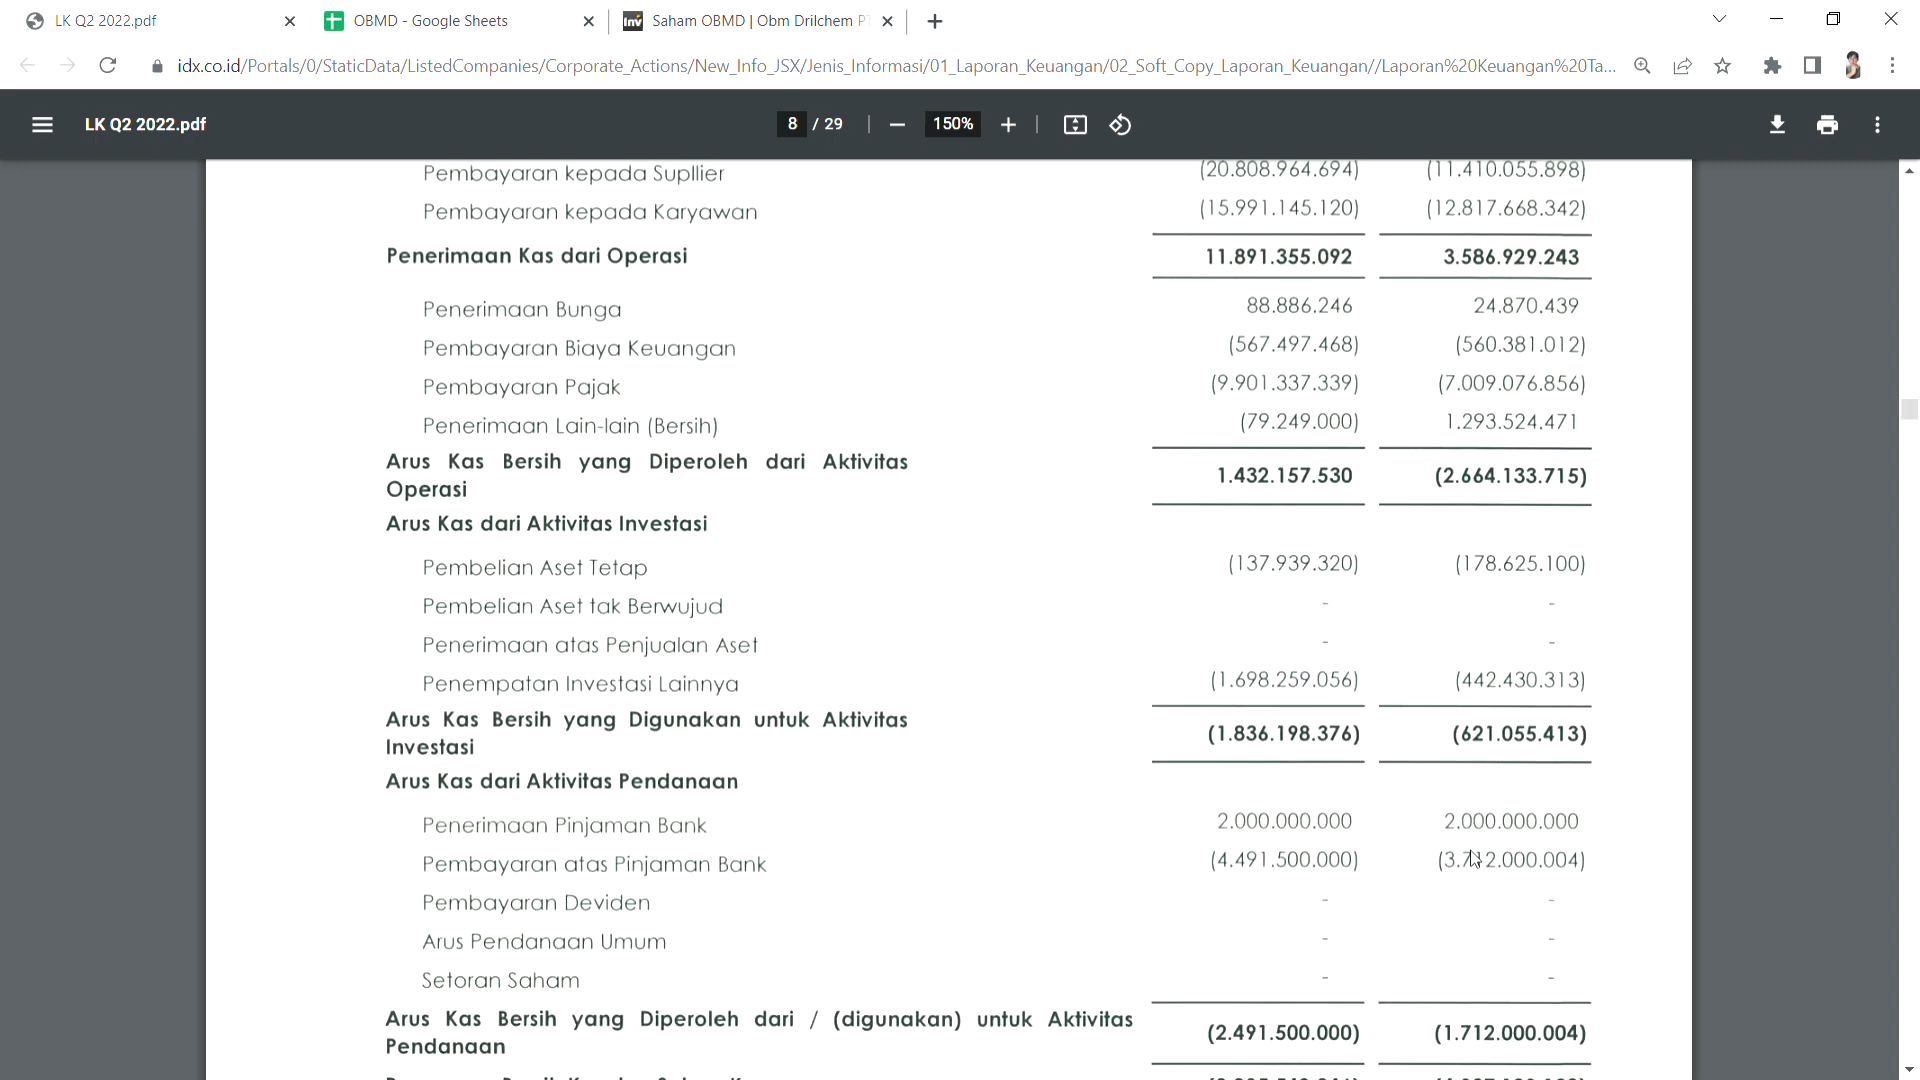 LK Q2 2022.pdf
OBMD - Google Sheets
Inv Saham OBMD | Obm Drilchem PT
idx.co.id/Portals/0/StaticData/ListedCompanies/Corporate_Actions/New_Info_JSX/Jenis_Informasi/01_Laporan_Keuangan/02_Soft_Copy_Laporan_Keuangan//Laporan%20Keuangan%20Ta...
LK Q2 2022.pdf 8 / 29 150%
Pembayaran kepada Supllier (20.808.964.694) (11.410.055.898)
Pembayaran kepada Karyawan (15.991.145.120) (12.817.668.342)
Penerimaan Kas dari Operasi 11.891.355.092 3.586.929.243
Penerimaan Bunga 88.886.246 24.870.439
Pembayaran Biaya Keuangan (567.497.468) (560.381.012)
Pembayaran Pajak (9.901.337.339) (7.009.076.856)
Penerimaan Lain-lain (Bersih) (79.249.000) 1.293.524.471
Arus Kas Bersih yang Diperoleh dari Aktivitas
Operasi 1.432.157.530 (2.664.133.715)
Arus Kas dari Aktivitas Investasi
Pembelian Aset Tetap (137.939.320) (178.625.100)
Pembelian Aset tak Berwujud - -
Penerimaan atas Penjualan Aset - -
Penempatan Investasi Lainnya (1.698.259.056) (442.430.313)
Arus Kas Bersih yang Digunakan untuk Aktivitas
Investasi (1.836.198.376) (621.055.413)
Arus Kas dari Aktivitas Pendanaan
Penerimaan Pinjaman Bank 2.000.000.000 2.000.000.000
Pembayaran atas Pinjaman Bank (4.491.500.000) (3.712.000.004)
Pembayaran Deviden - -
Arus Pendanaan Umum - -
Setoran Saham - -
Arus Kas Bersih yang Diperoleh dari / (digunakan) untuk Aktivitas
Pendanaan (2.491.500.000) (1.712.000.004)